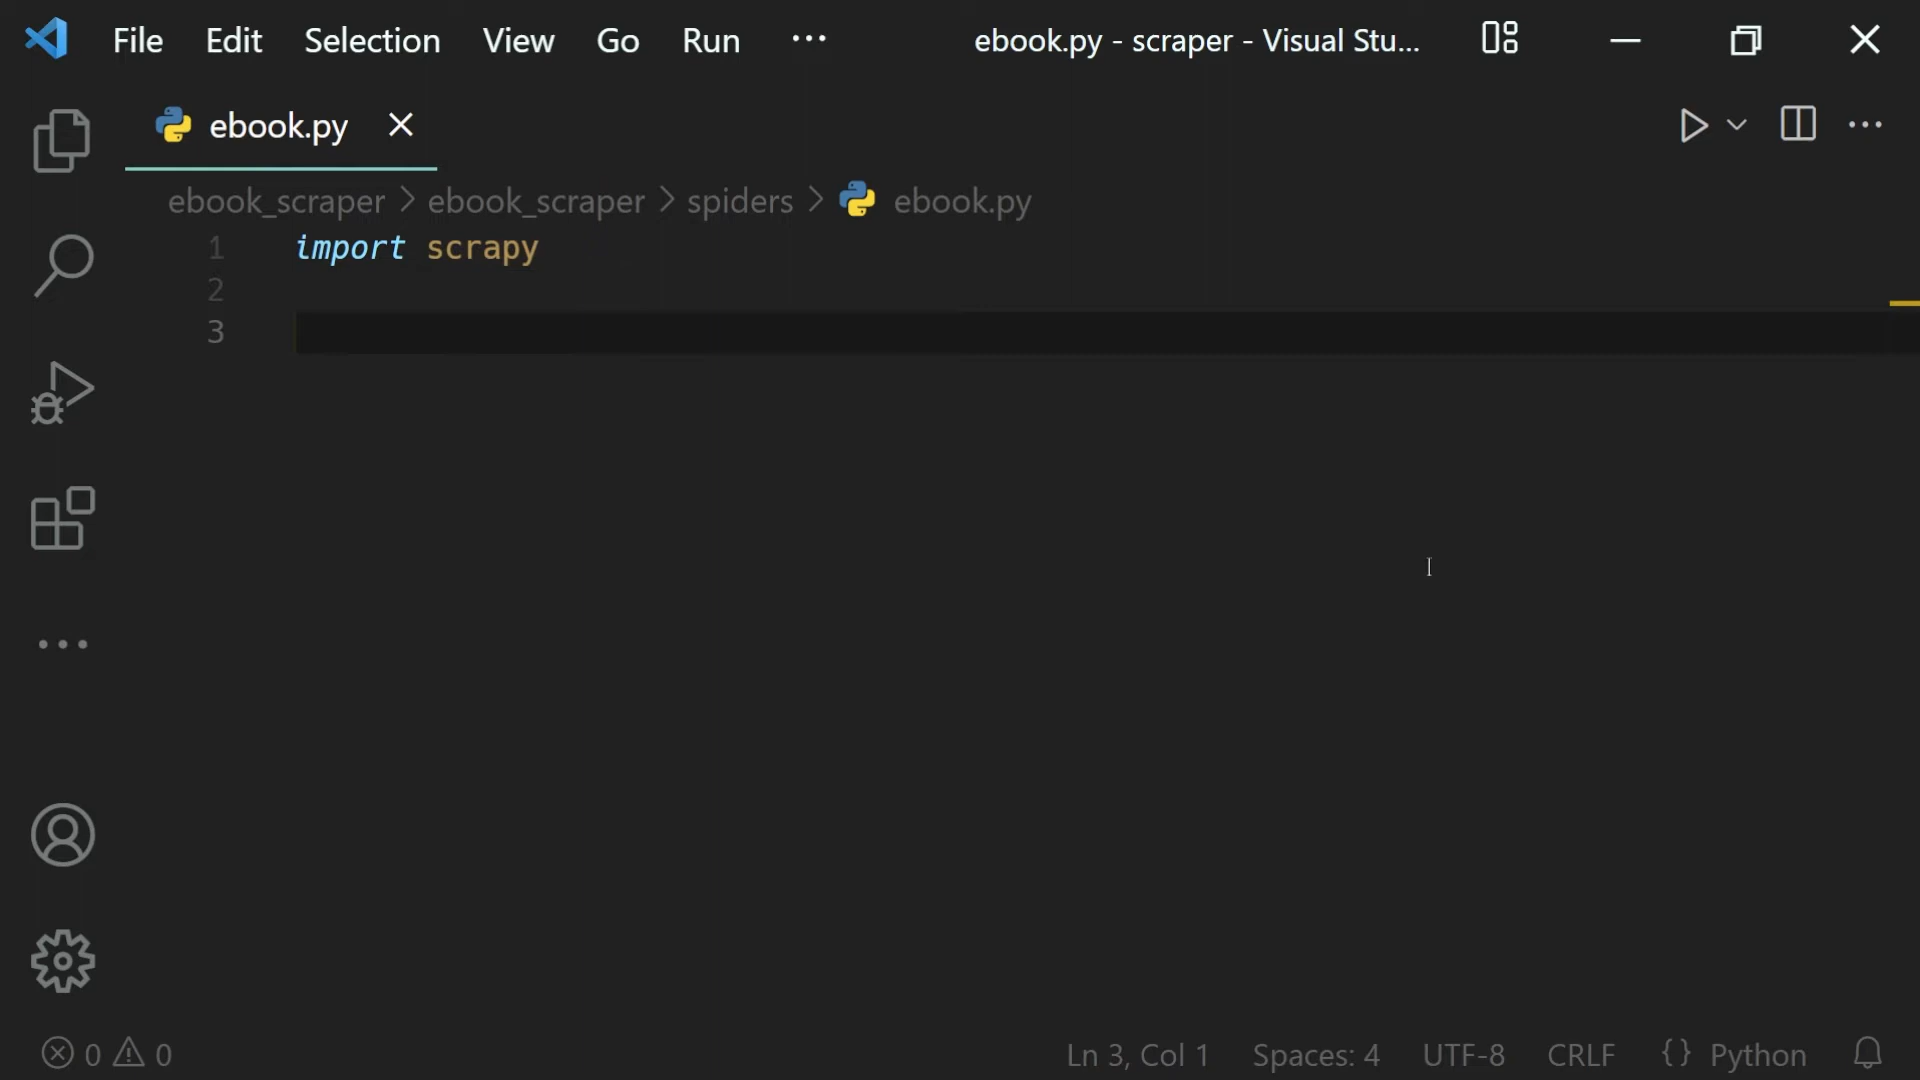 File Edit Selection View Go Run ··· ebook.py - scraper - Visual Stu...
ebook.py
ebook_scraper > ebook_scraper > spiders > ebook.py
1 import scrapy
2
3
0 0 Ln 3, Col 1 Spaces: 4 UTF-8 CRLF {} Python